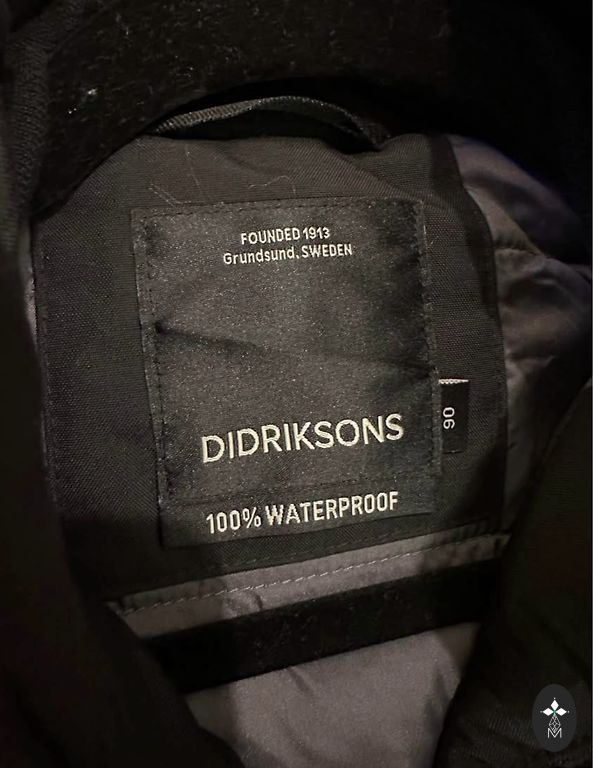 FOUNDED 1913
Grundsund, SWEDEN
DIDRIKSONS
90
100% WATERPROOF
M